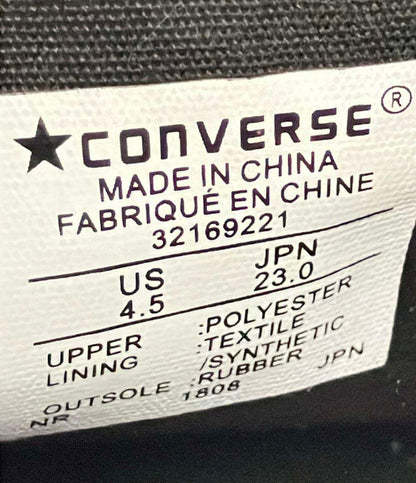 ★CONVERSE®
MADE IN CHINA
FABRIQUÉ EN CHINE
32169221
US JPN
4.5 23.0
UPPER :POLYESTER
LINING :TEXTILE
/SYNTHETIC
OUTSOLE :RUBBER JPN
NR 1808